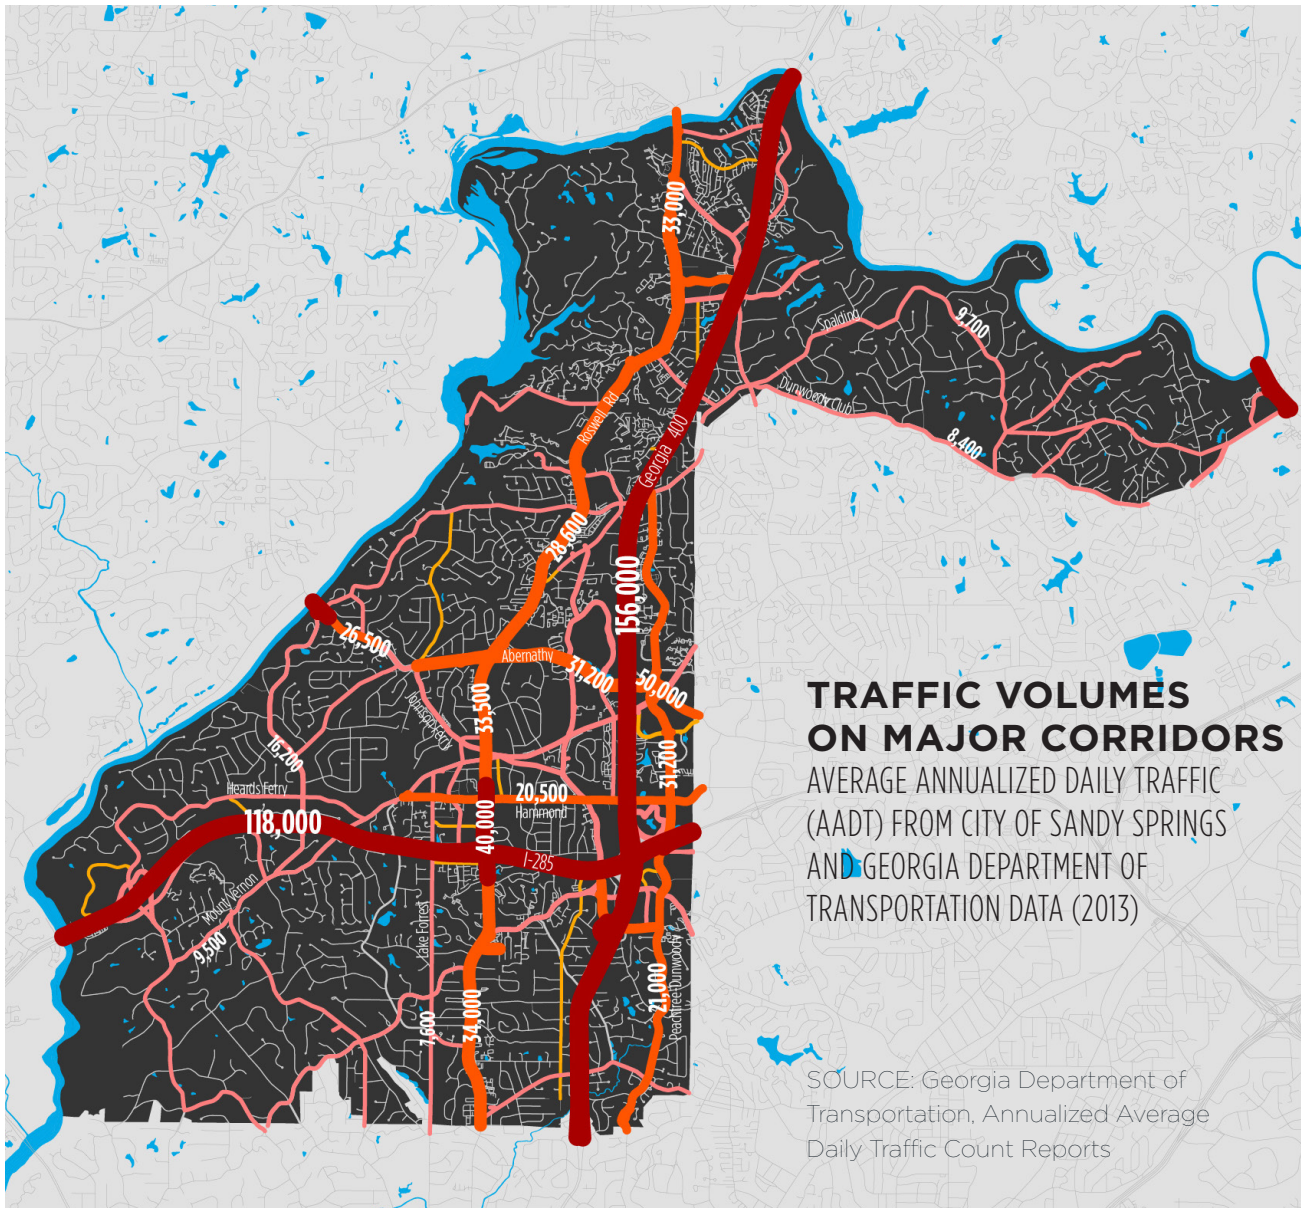 33,000
Spalding
9,700
Dunwoody Club
8,400
Roswell Rd
Georgia 400
28,600
156,000
26,500
Abernathy
31,200
50,000
33,500
Johnson Ferry
16,200
31,200
Heards Ferry
118,000
20,500
Hammond
40,000
I-285
Mount Vernon
9,500
Lake Forrest
7,600
34,000
21,000
Peachtree-Dunwoody
TRAFFIC VOLUMES
ON MAJOR CORRIDORS
AVERAGE ANNUALIZED DAILY TRAFFIC
(AADT) FROM CITY OF SANDY SPRINGS
AND GEORGIA DEPARTMENT OF
TRANSPORTATION DATA (2013)
SOURCE: Georgia Department of
Transportation, Annualized Average
Daily Traffic Count Reports